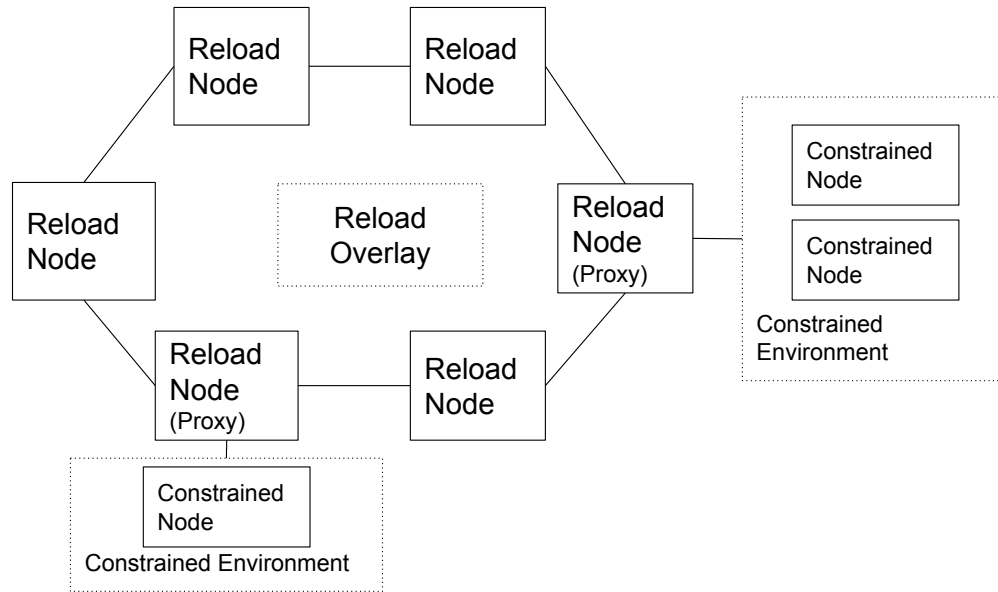 Reload
Node
Reload
Node
Reload
Node
Reload
Overlay
Reload
Node
(Proxy)
Constrained
Node
Constrained
Node
Constrained
Environment
Reload
Node
(Proxy)
Reload
Node
Constrained
Node
Constrained Environment